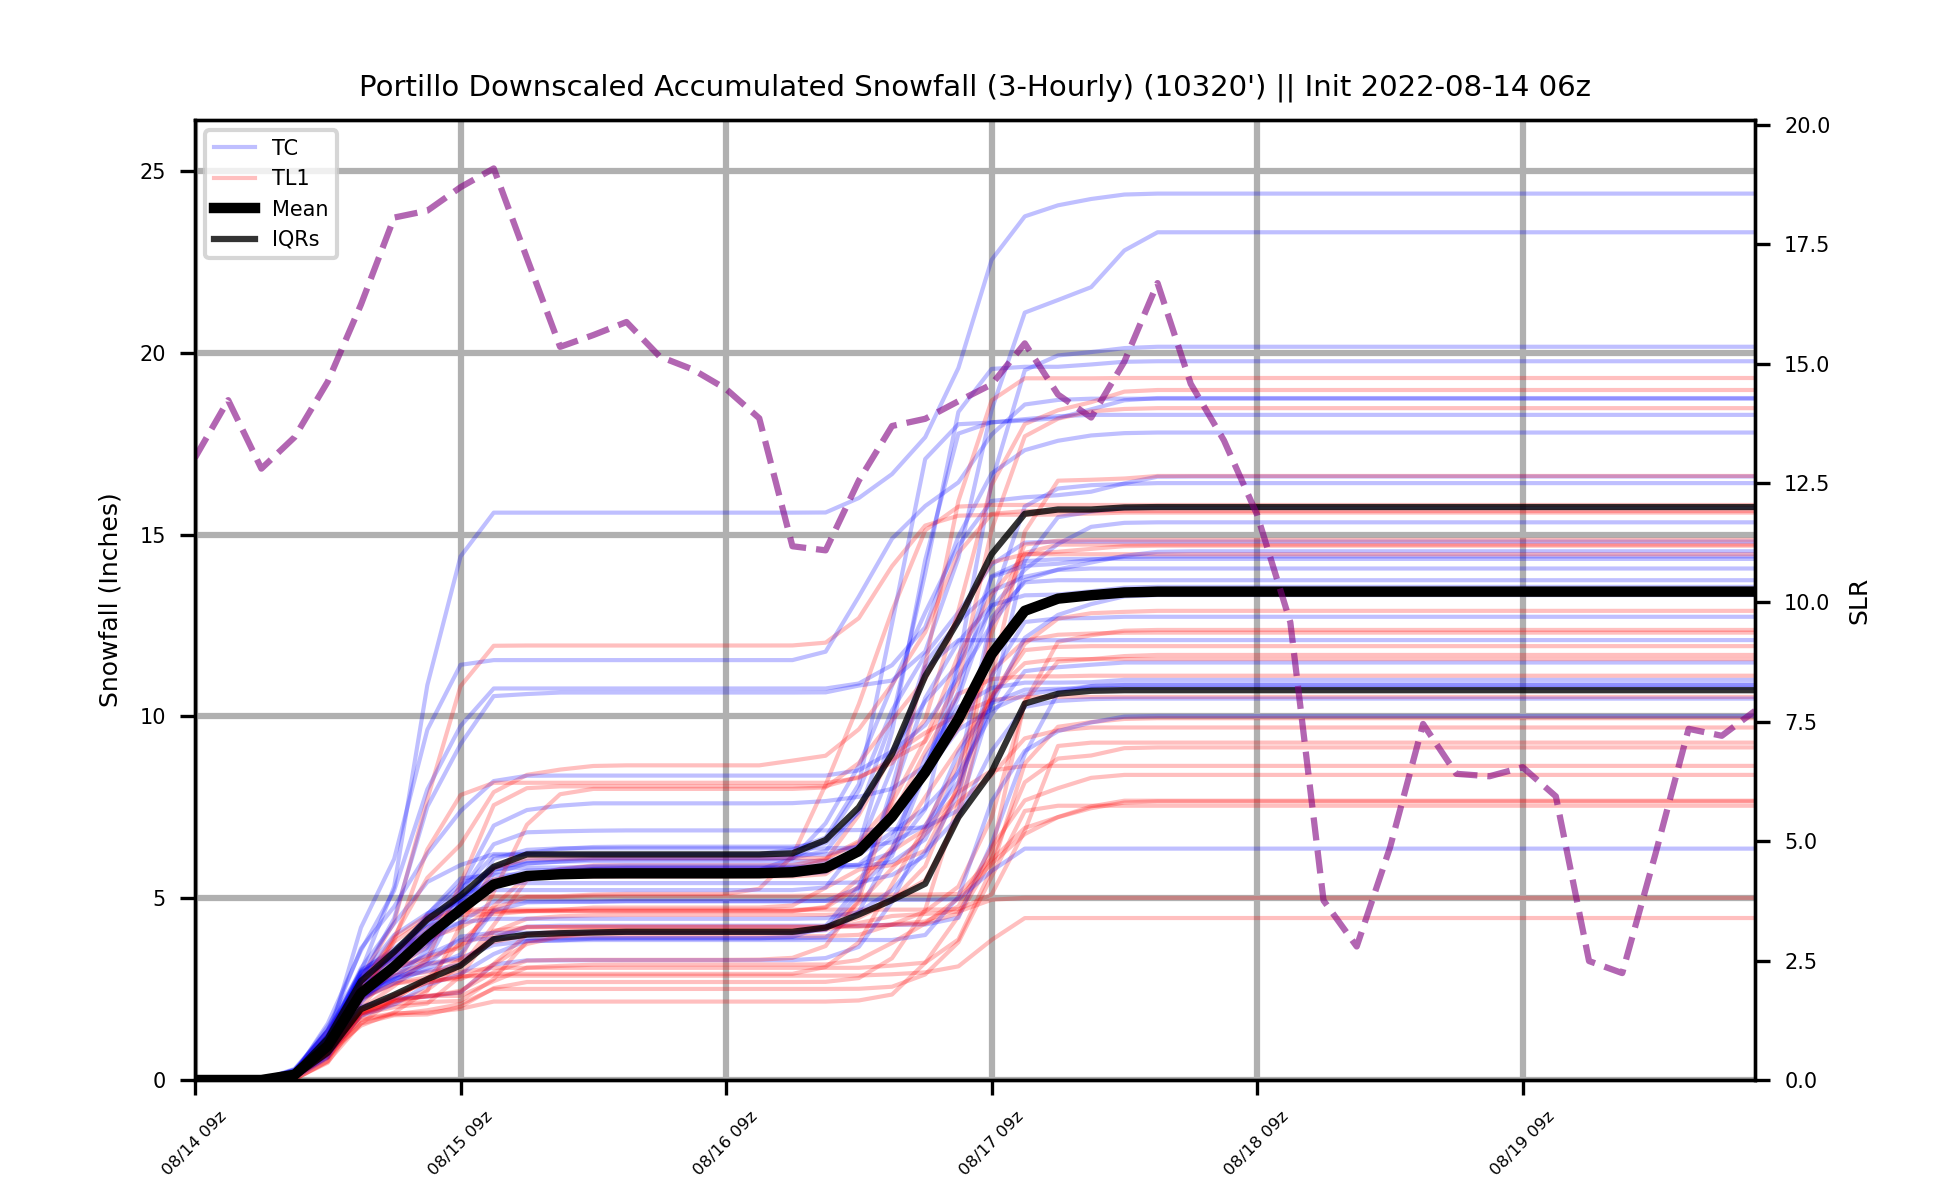 Portillo Downscaled Accumulated Snowfall (3-Hourly) (10320') || Init 2022-08-14 06z
TC
TL1
Mean
IQRs
Snowfall (Inches)
25
20
15
10
5
0
20.0
17.5
15.0
12.5
10.0
7.5
5.0
2.5
0.0
SLR
08/14 09z
08/15 09z
08/16 09z
08/17 09z
08/18 09z
08/19 09z